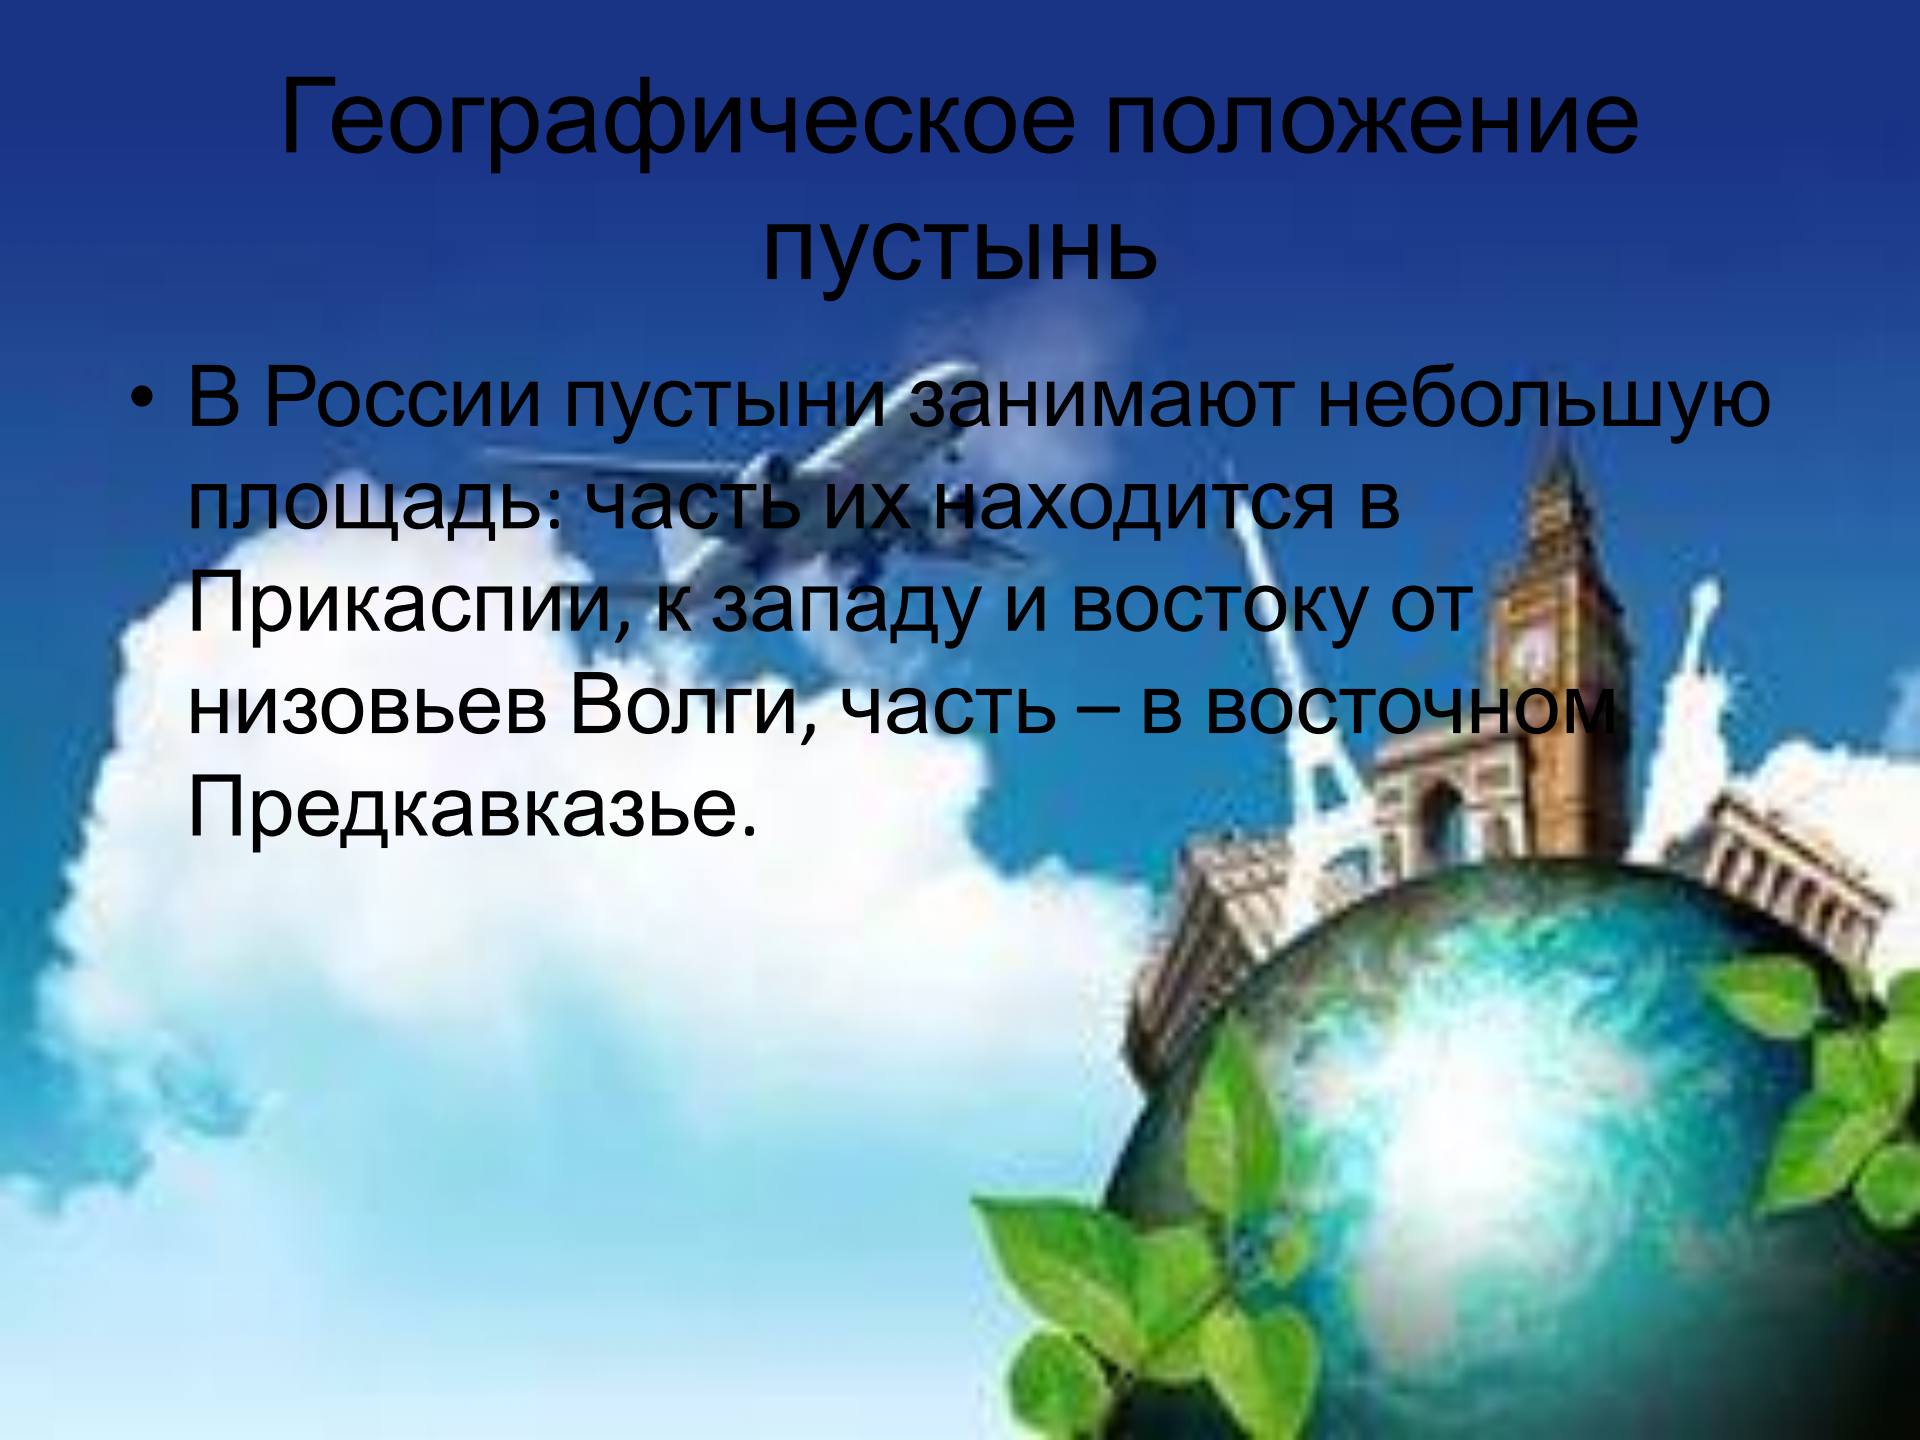 Географическое положение
пустынь
• В России пустыни занимают небольшую
площадь: часть их находится в
Прикаспии, к западу и востоку от
низовьев Волги, часть – в восточном
Предкавказье.